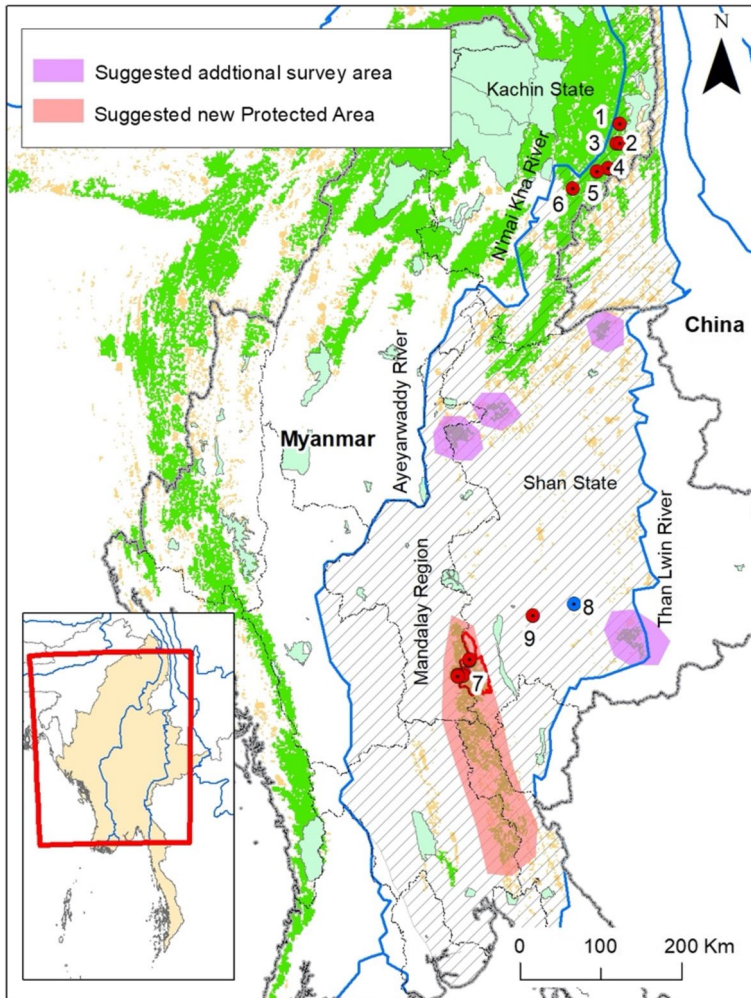 N
Suggested addtional survey area
Suggested new Protected Area
Kachin State
1
3
2
4
5
6
N'mai Kha River
China
Ayeyarwaddy River
Myanmar
Shan State
Than Lwin River
Mandalay Region
8
9
7
0 100 200 Km